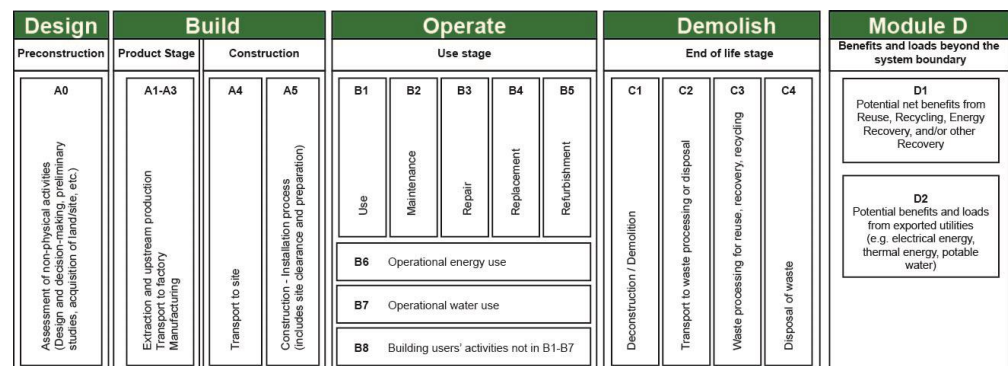 Design
Build
Operate
Demolish
Module D
Preconstruction
Product Stage
Construction
Use stage
End of life stage
Benefits and loads beyond the
system boundary
A0
Assessment of non-physical activities
(Design and decision-making, preliminary
studies, acquisition of land/site, etc.)
A1-A3
Extraction and upstream production
Transport to factory
Manufacturing
A4
Transport to site
A5
Construction - Installation process
(includes site clearance and preparation)
B1
Use
B2
Maintenance
B3
Repair
B4
Replacement
B5
Refurbishment
B6 Operational energy use
B7 Operational water use
B8 Building users' activities not in B1-B7
C1
Deconstruction / Demolition
C2
Transport to waste processing or disposal
C3
Waste processing for reuse, recovery, recycling
C4
Disposal of waste
D1
Potential net benefits from
Reuse, Recycling, Energy
Recovery, and/or other
Recovery
D2
Potential benefits and loads
from exported utilities
(e.g. electrical energy,
thermal energy, potable
water)